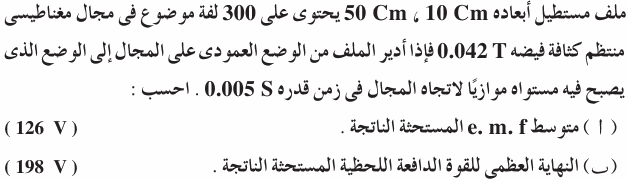 ملف مستطيل أبعاده 10 Cm ، 50 Cm يحتوى على 300 لفة موضوع فى مجال مغناطيسى
منتظم كثافة فيضه 0.042 T فإذا أدير الملف من الوضع العمودى على المجال إلى الوضع الذى
يصبح فيه مستواه موازيًا لاتجاه المجال فى زمن قدره 0.005 S . احسب :
( أ ) متوسط e. m. f المستحثة الناتجة . ( 126 V )
(ب) النهاية العظمى للقوة الدافعة اللحظية المستحثة الناتجة . ( 198 V )